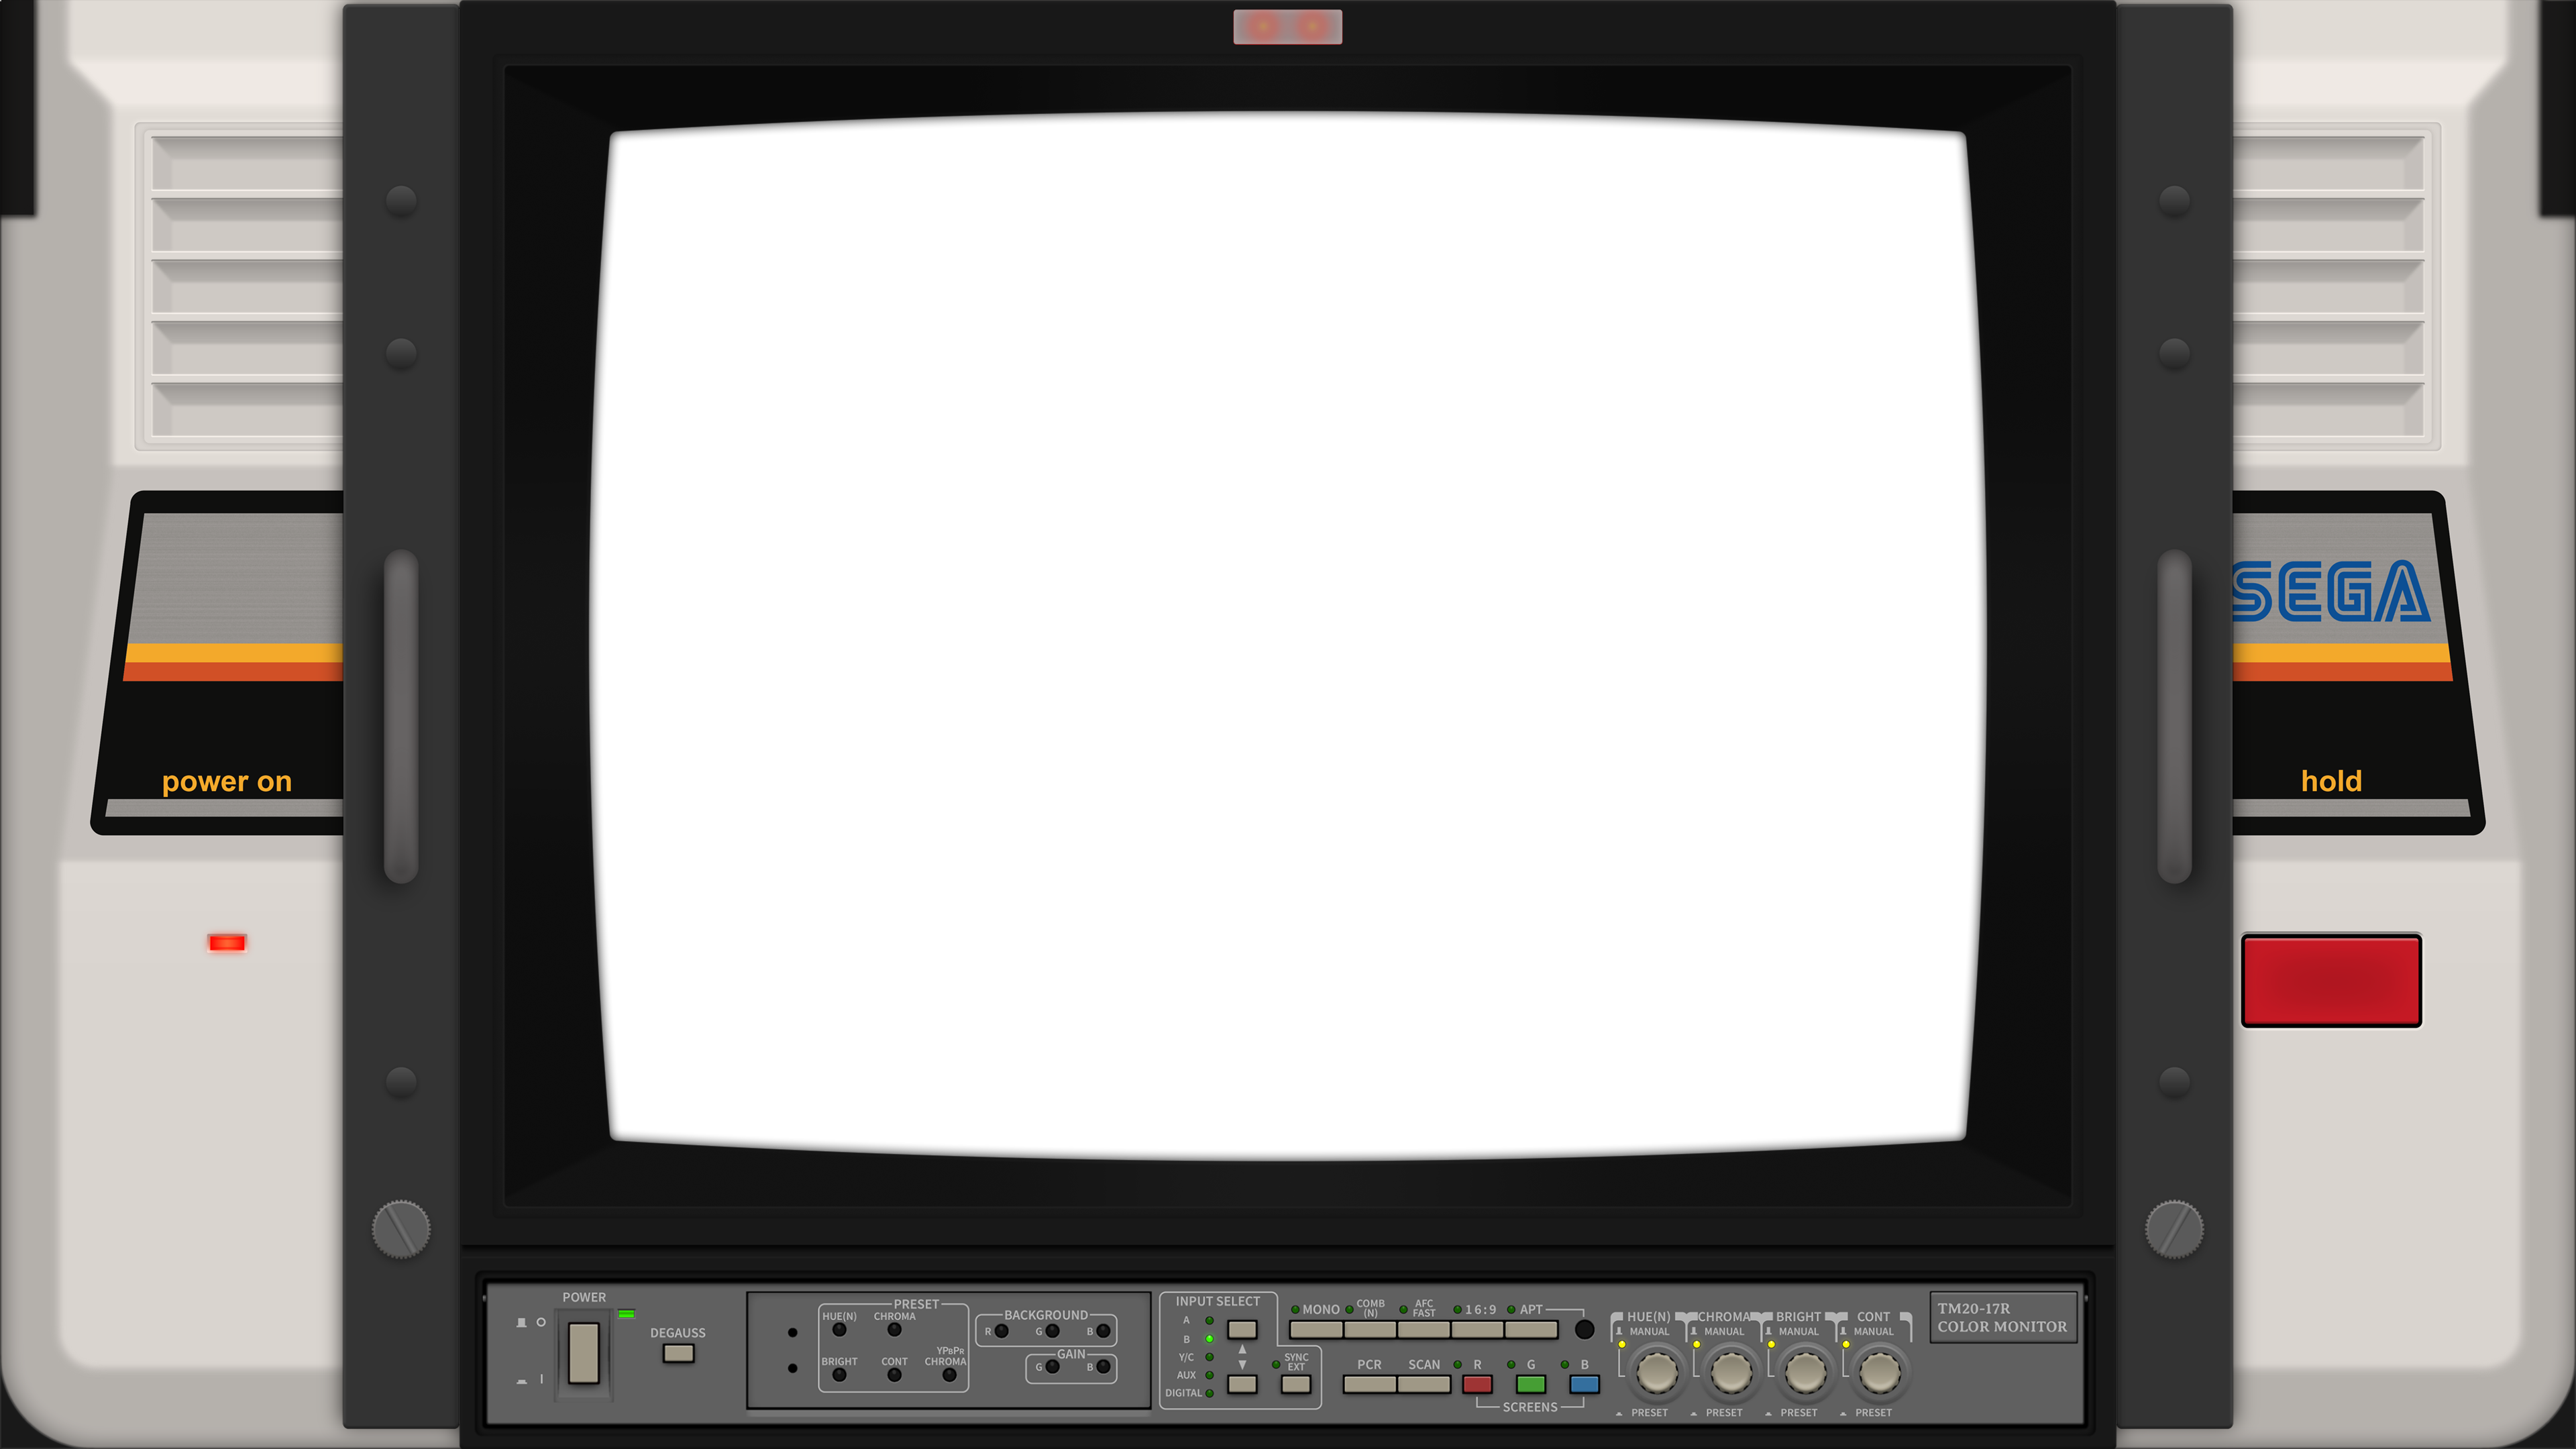 SEGA
power on
hold
POWER
DEGAUSS
PRESET
HUE(N) CHROMA
BRIGHT CONT YPBPR CHROMA
BACKGROUND
R G B
GAIN
G B
INPUT SELECT
A
B
Y/C
AUX
DIGITAL
SYNC EXT
MONO COMB (N) AFC FAST 16:9 APT
PCR SCAN R G B
SCREENS
HUE(N) CHROMA BRIGHT CONT
MANUAL MANUAL MANUAL MANUAL
PRESET PRESET PRESET PRESET
TM20-17R
COLOR MONITOR